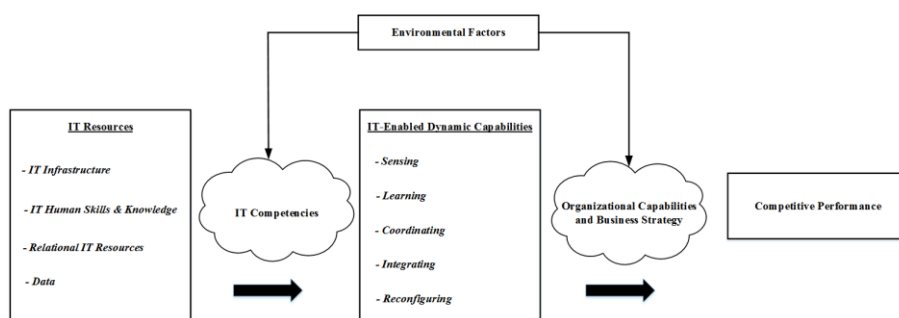 Environmental Factors
IT Resources
- IT Infrastructure
- IT Human Skills & Knowledge
- Relational IT Resources
- Data
IT Competencies
IT-Enabled Dynamic Capabilities
- Sensing
- Learning
- Coordinating
- Integrating
- Reconfiguring
Organizational Capabilities
and Business Strategy
Competitive Performance